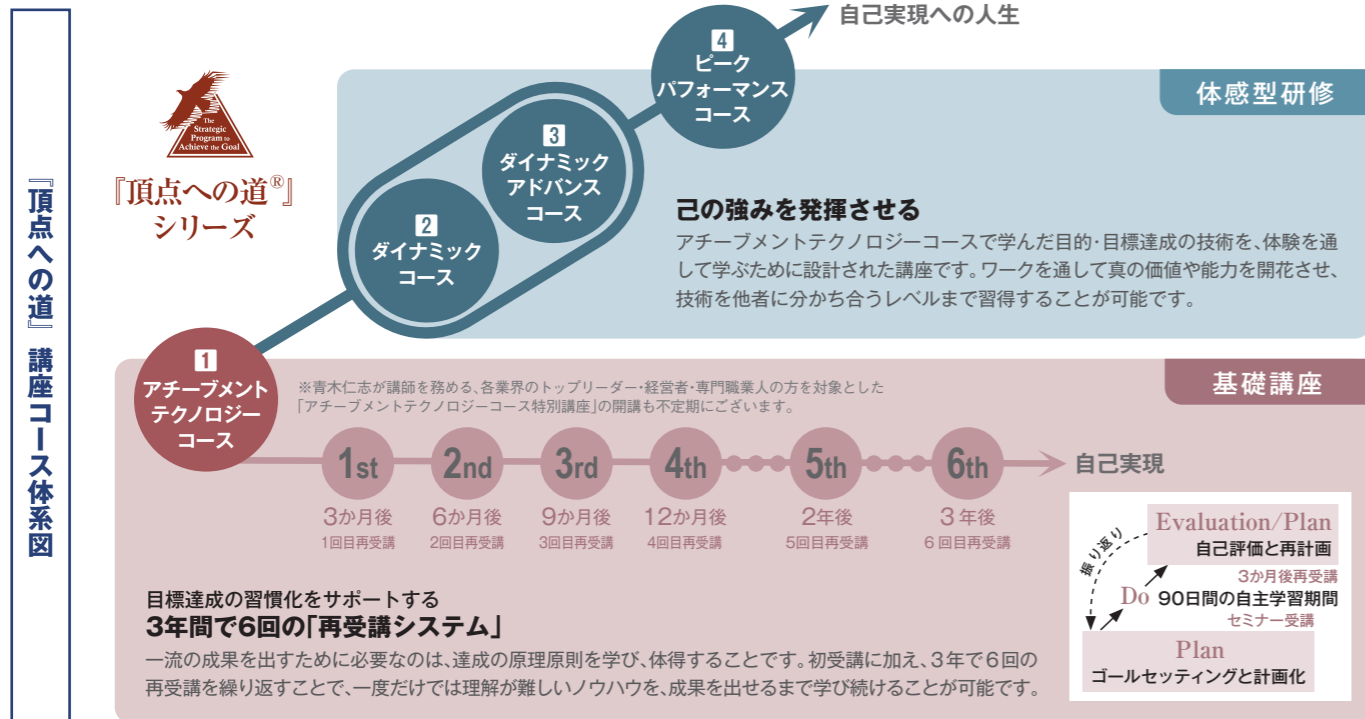 『頂点への道』講座コース体系図
The
Strategic
Program to
Achieve the Goal
『頂点への道®』
シリーズ
自己実現への人生
4
ピーク
パフォーマンス
コース
体感型研修
3
ダイナミック
アドバンス
コース
2
ダイナミック
コース
己の強みを発揮させる
アチーブメントテクノロジーコースで学んだ目的・目標達成の技術を、体験を通
して学ぶために設計された講座です。ワークを通して真の価値や能力を開花させ、
技術を他者に分かち合うレベルまで習得することが可能です。
1
アチーブメント
テクノロジー
コース
基礎講座
※青木仁志が講師を務める、各業界のトップリーダー・経営者・専門職業人の方を対象とした
「アチーブメントテクノロジーコース特別講座」の開講も不定期にございます。
1st 2nd 3rd 4th 5th 6th 自己実現
3か月後 6か月後 9か月後 12か月後 2年後 3年後
1回目再受講 2回目再受講 3回目再受講 4回目再受講 5回目再受講 6回目再受講
目標達成の習慣化をサポートする
3年間で6回の「再受講システム」
一流の成果を出すために必要なのは、達成の原理原則を学び、体得することです。初受講に加え、3年で6回の
再受講を繰り返すことで、一度だけでは理解が難しいノウハウを、成果を出せるまで学び続けることが可能です。
Evaluation/Plan
自己評価と再計画
振り返り
3か月後再受講
Do 90日間の自主学習期間
セミナー受講
Plan
ゴールセッティングと計画化